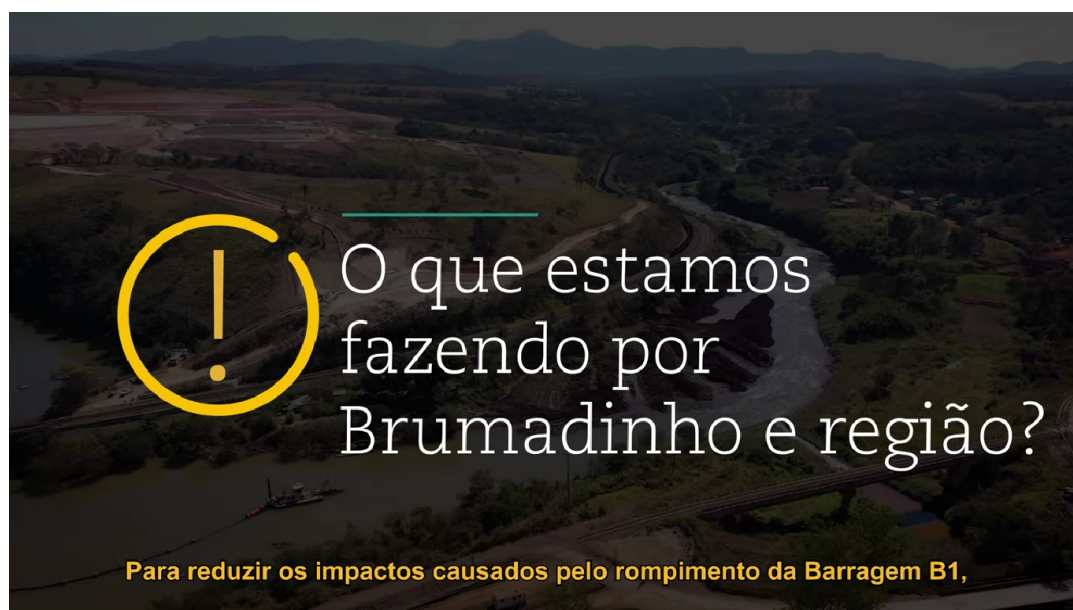 !
O que estamos
fazendo por
Brumadinho e região?
Para reduzir os impactos causados pelo rompimento da Barragem B1,